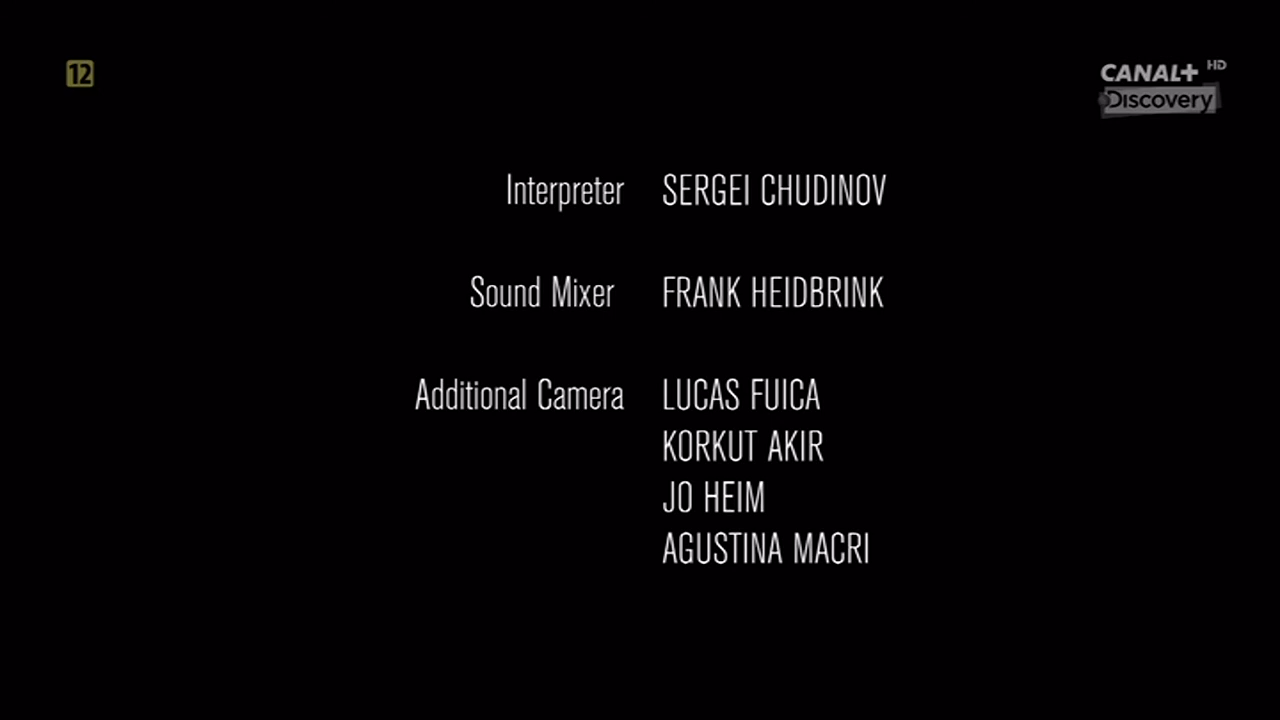 12
CANAL+ HD
Discovery
Interpreter SERGEI CHUDINOV
Sound Mixer FRANK HEIDBRINK
Additional Camera LUCAS FUICA
KORKUT AKIR
JO HEIM
AGUSTINA MACRI